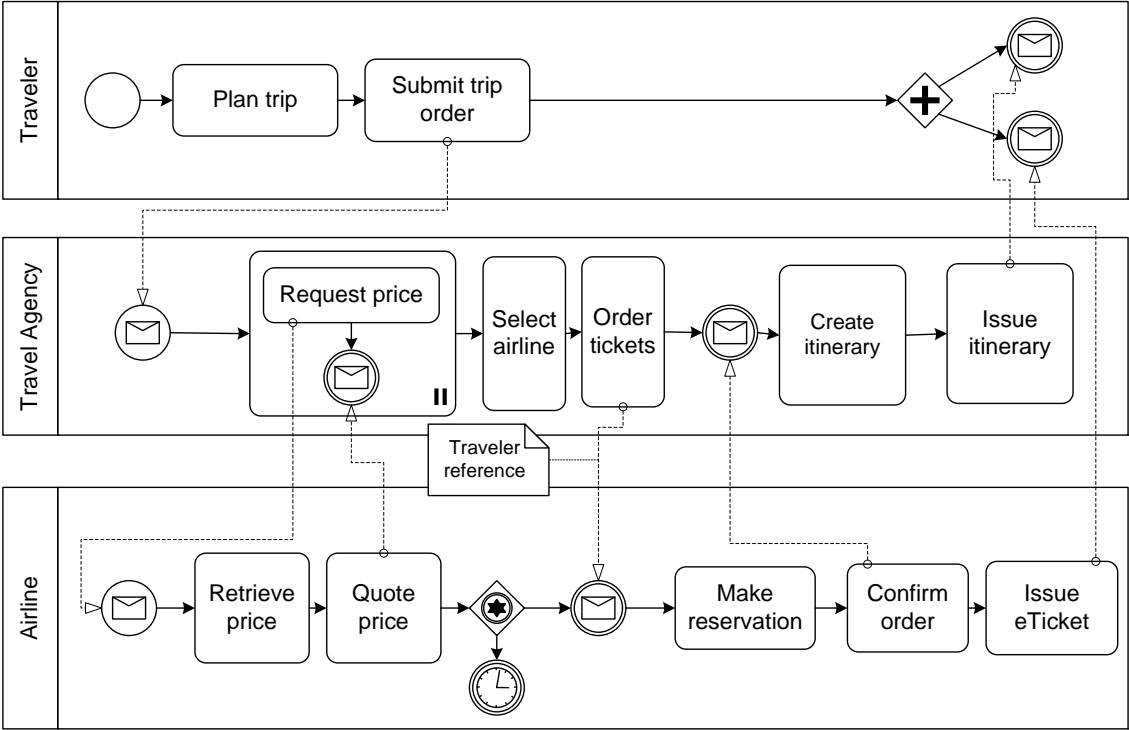 Traveler
Plan trip
Submit trip
order
Travel Agency
Request price
Select
airline
Order
tickets
Create
itinerary
Issue
itinerary
Traveler
reference
Airline
Retrieve
price
Quote
price
Make
reservation
Confirm
order
Issue
eTicket